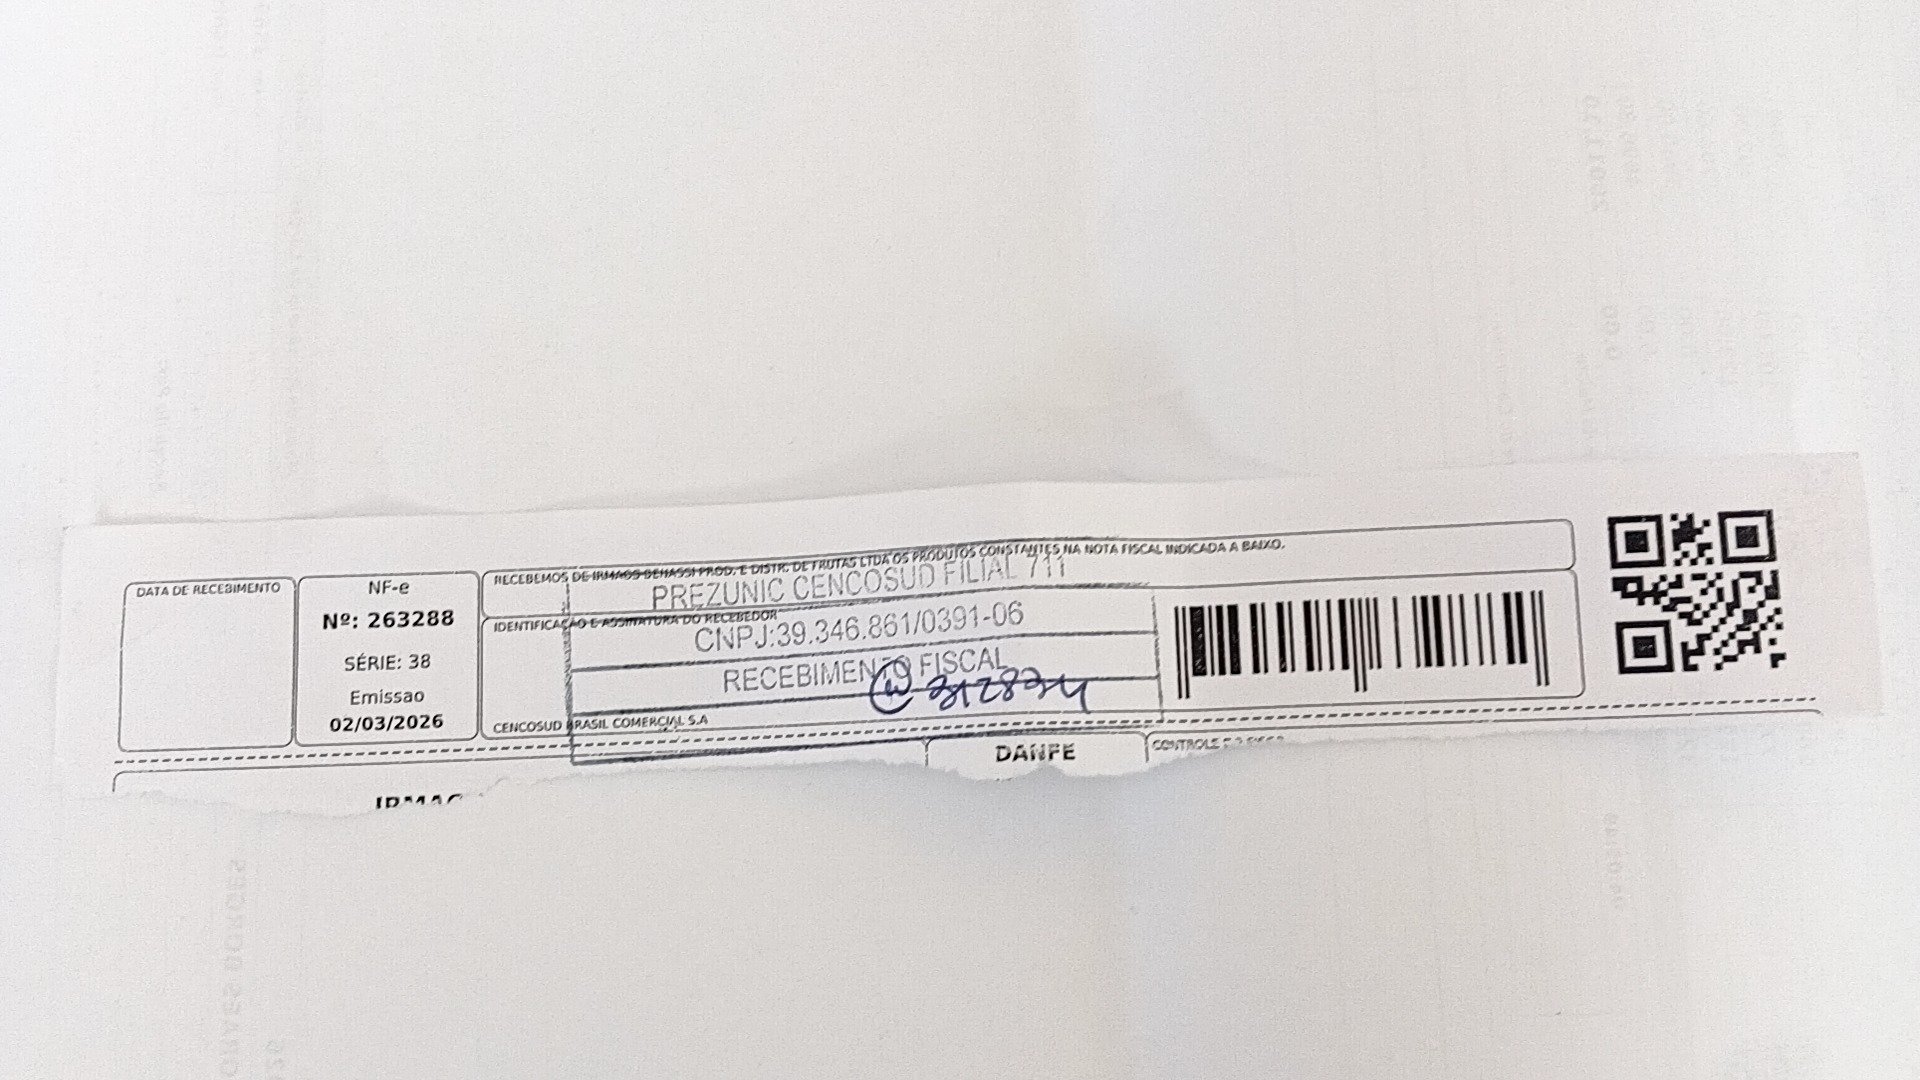 DATA DE RECEBIMENTO
NF-e
Nº: 263288
SÉRIE: 38
Emissao
02/03/2026
RECEBEMOS DE IRMAOS BENASSI PROD. E DISTR. DE FRUTAS LTDA OS PRODUTOS CONSTANTES NA NOTA FISCAL INDICADA A BAIXO.
PREZUNIC CENCOSUD FILIAL 711
IDENTIFICAÇÃO E ASSINATURA DO RECEBEDOR
CNPJ:39.346.861/0391-06
RECEBIMENTO FISCAL
CENCOSUD BRASIL COMERCIAL S.A
DANFE
CONTROLE